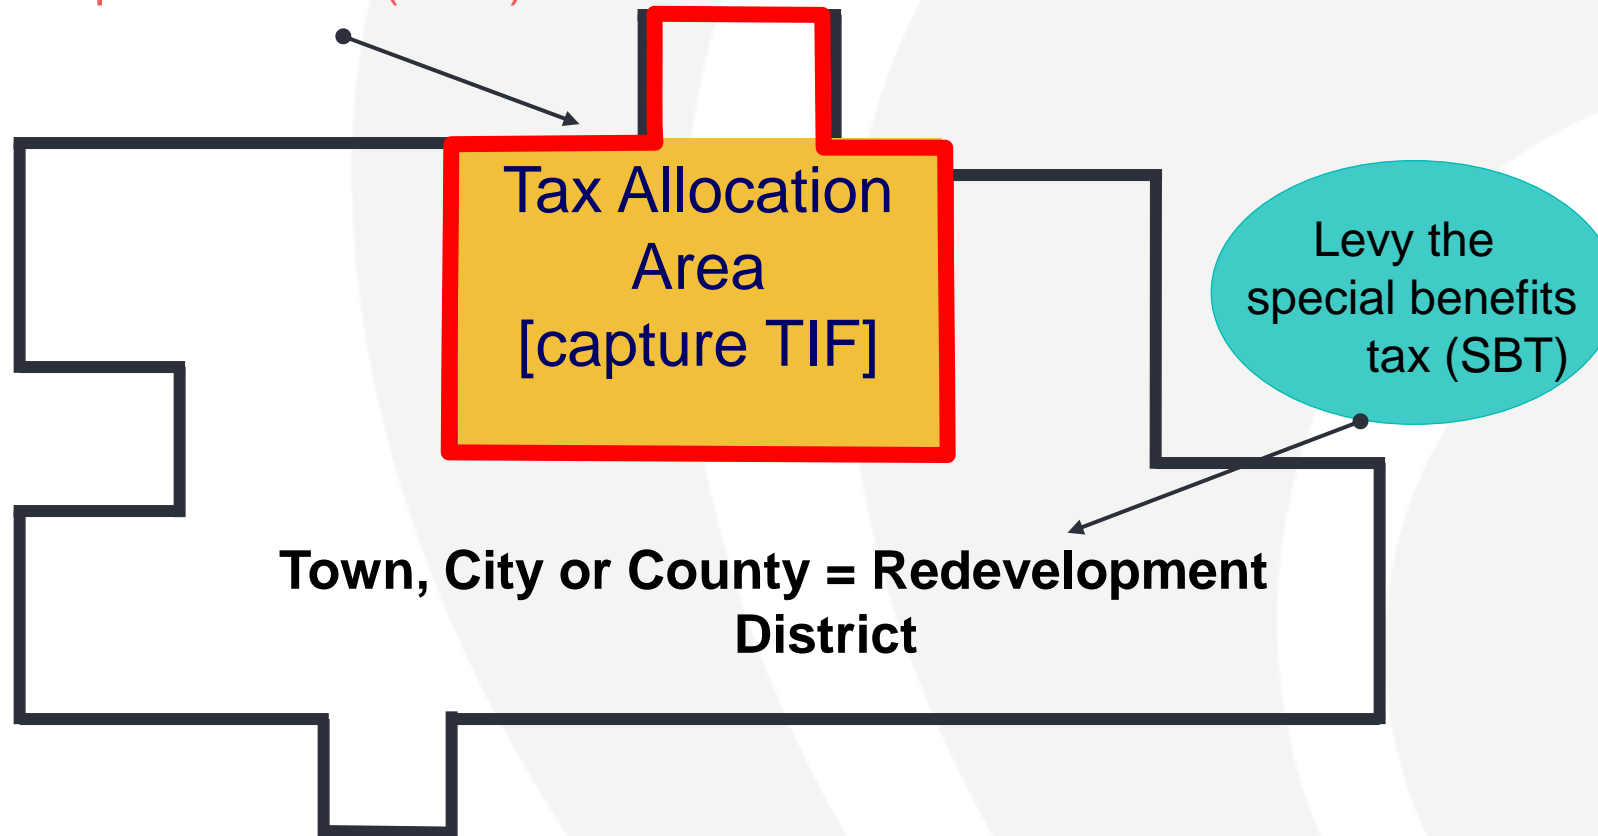 Tax Allocation
Area
[capture TIF]
Levy the
special benefits
tax (SBT)
Town, City or County = Redevelopment
District